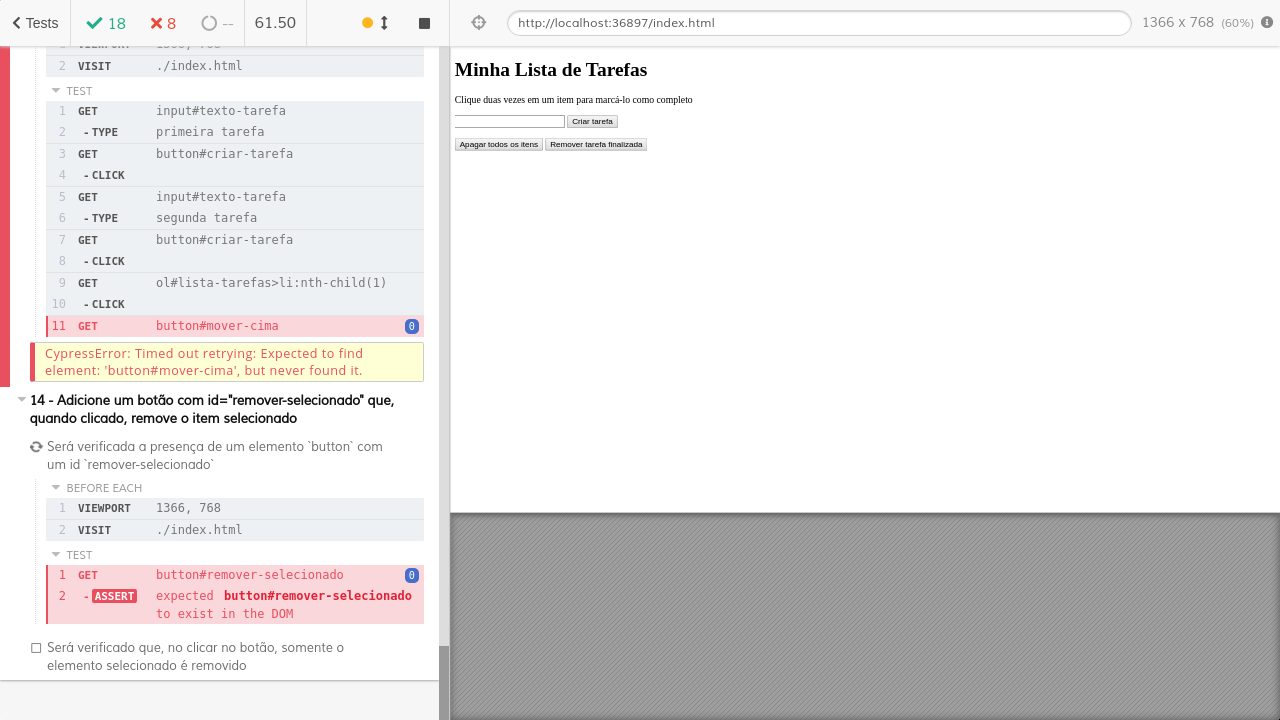 Tests
18
8
--
61.50
http://localhost:36897/index.html
1366 x 768 (60%)
1 VIEWPORT 1366, 768
2 VISIT ./index.html
TEST
1 GET input#texto-tarefa
2 - TYPE primeira tarefa
3 GET button#criar-tarefa
4 - CLICK
5 GET input#texto-tarefa
6 - TYPE segunda tarefa
7 GET button#criar-tarefa
8 - CLICK
9 GET ol#lista-tarefas>li:nth-child(1)
10 - CLICK
11 GET button#mover-cima 0
CypressError: Timed out retrying: Expected to find
element: 'button#mover-cima', but never found it.
14 - Adicione um botão com id="remover-selecionado" que,
quando clicado, remove o item selecionado
Será verificada a presença de um elemento `button` com
um id `remover-selecionado`
BEFORE EACH
1 VIEWPORT 1366, 768
2 VISIT ./index.html
TEST
1 GET button#remover-selecionado 0
2 - ASSERT expected button#remover-selecionado
to exist in the DOM
Será verificado que, no clicar no botão, somente o
elemento selecionado é removido
Minha Lista de Tarefas
Clique duas vezes em um item para marcá-lo como completo
Criar tarefa
Apagar todos os itens Remover tarefa finalizada